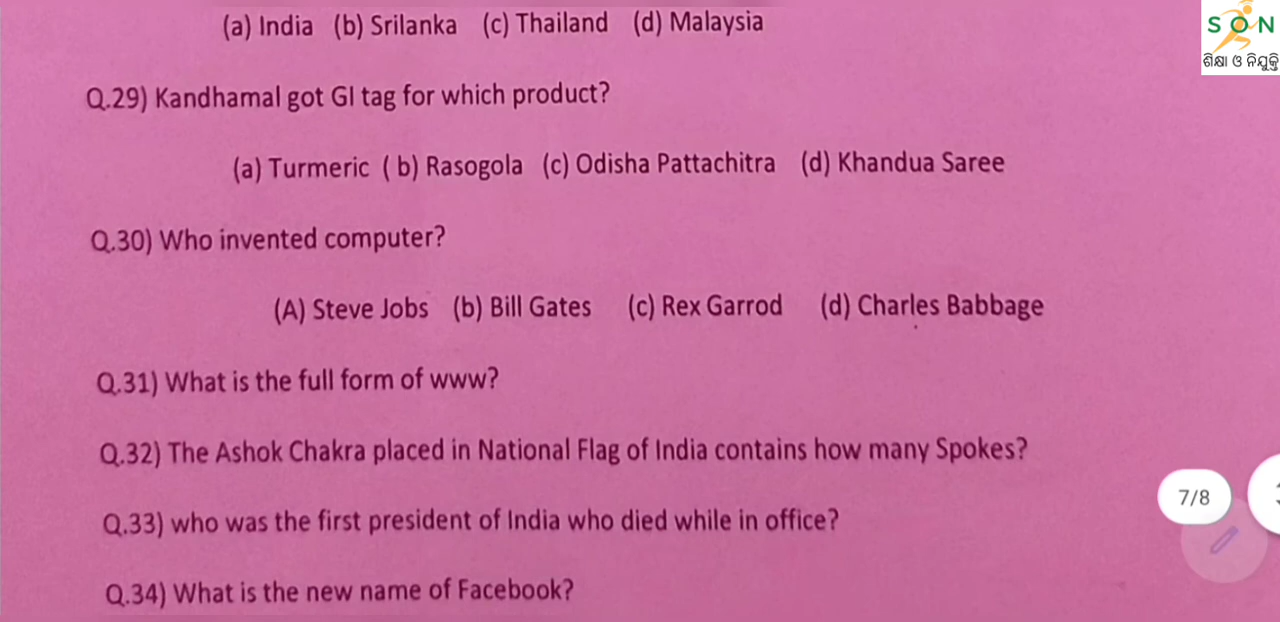 (a) India (b) Srilanka (c) Thailand (d) Malaysia
SON
ଶିକ୍ଷା ଓ ନିଯୁକ୍ତି
Q.29) Kandhamal got GI tag for which product?
(a) Turmeric ( b) Rasogola (c) Odisha Pattachitra (d) Khandua Saree
Q.30) Who invented computer?
(A) Steve Jobs (b) Bill Gates (c) Rex Garrod (d) Charles Babbage
Q.31) What is the full form of www?
Q.32) The Ashok Chakra placed in National Flag of India contains how many Spokes?
7/8
Q.33) who was the first president of India who died while in office?
Q.34) What is the new name of Facebook?